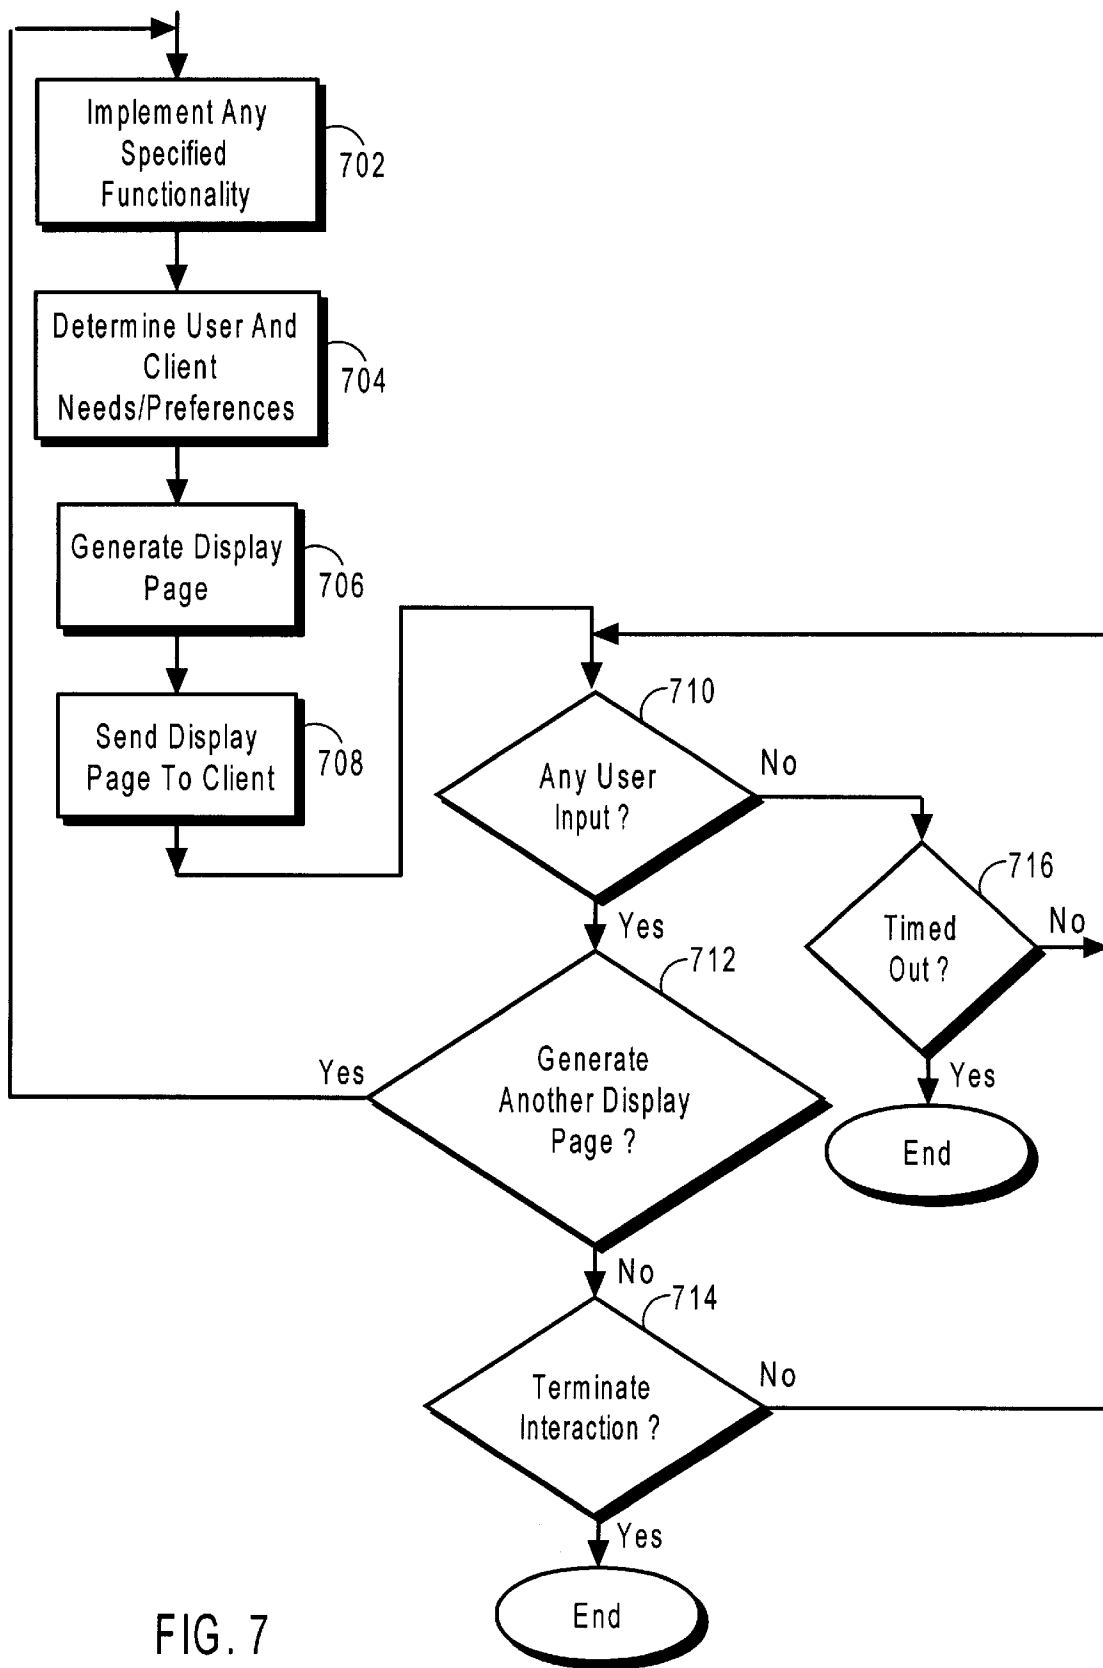 Implement Any
Specified
Functionality
702
Determine User And
Client
Needs/Preferences
704
Generate Display
Page
706
Send Display
Page To Client
708
710
Any User
Input ?
No
716
Timed
Out ?
No
Yes
712
Yes
Generate
Another Display
Page ?
Yes
End
No
714
Terminate
Interaction ?
No
Yes
End
FIG. 7